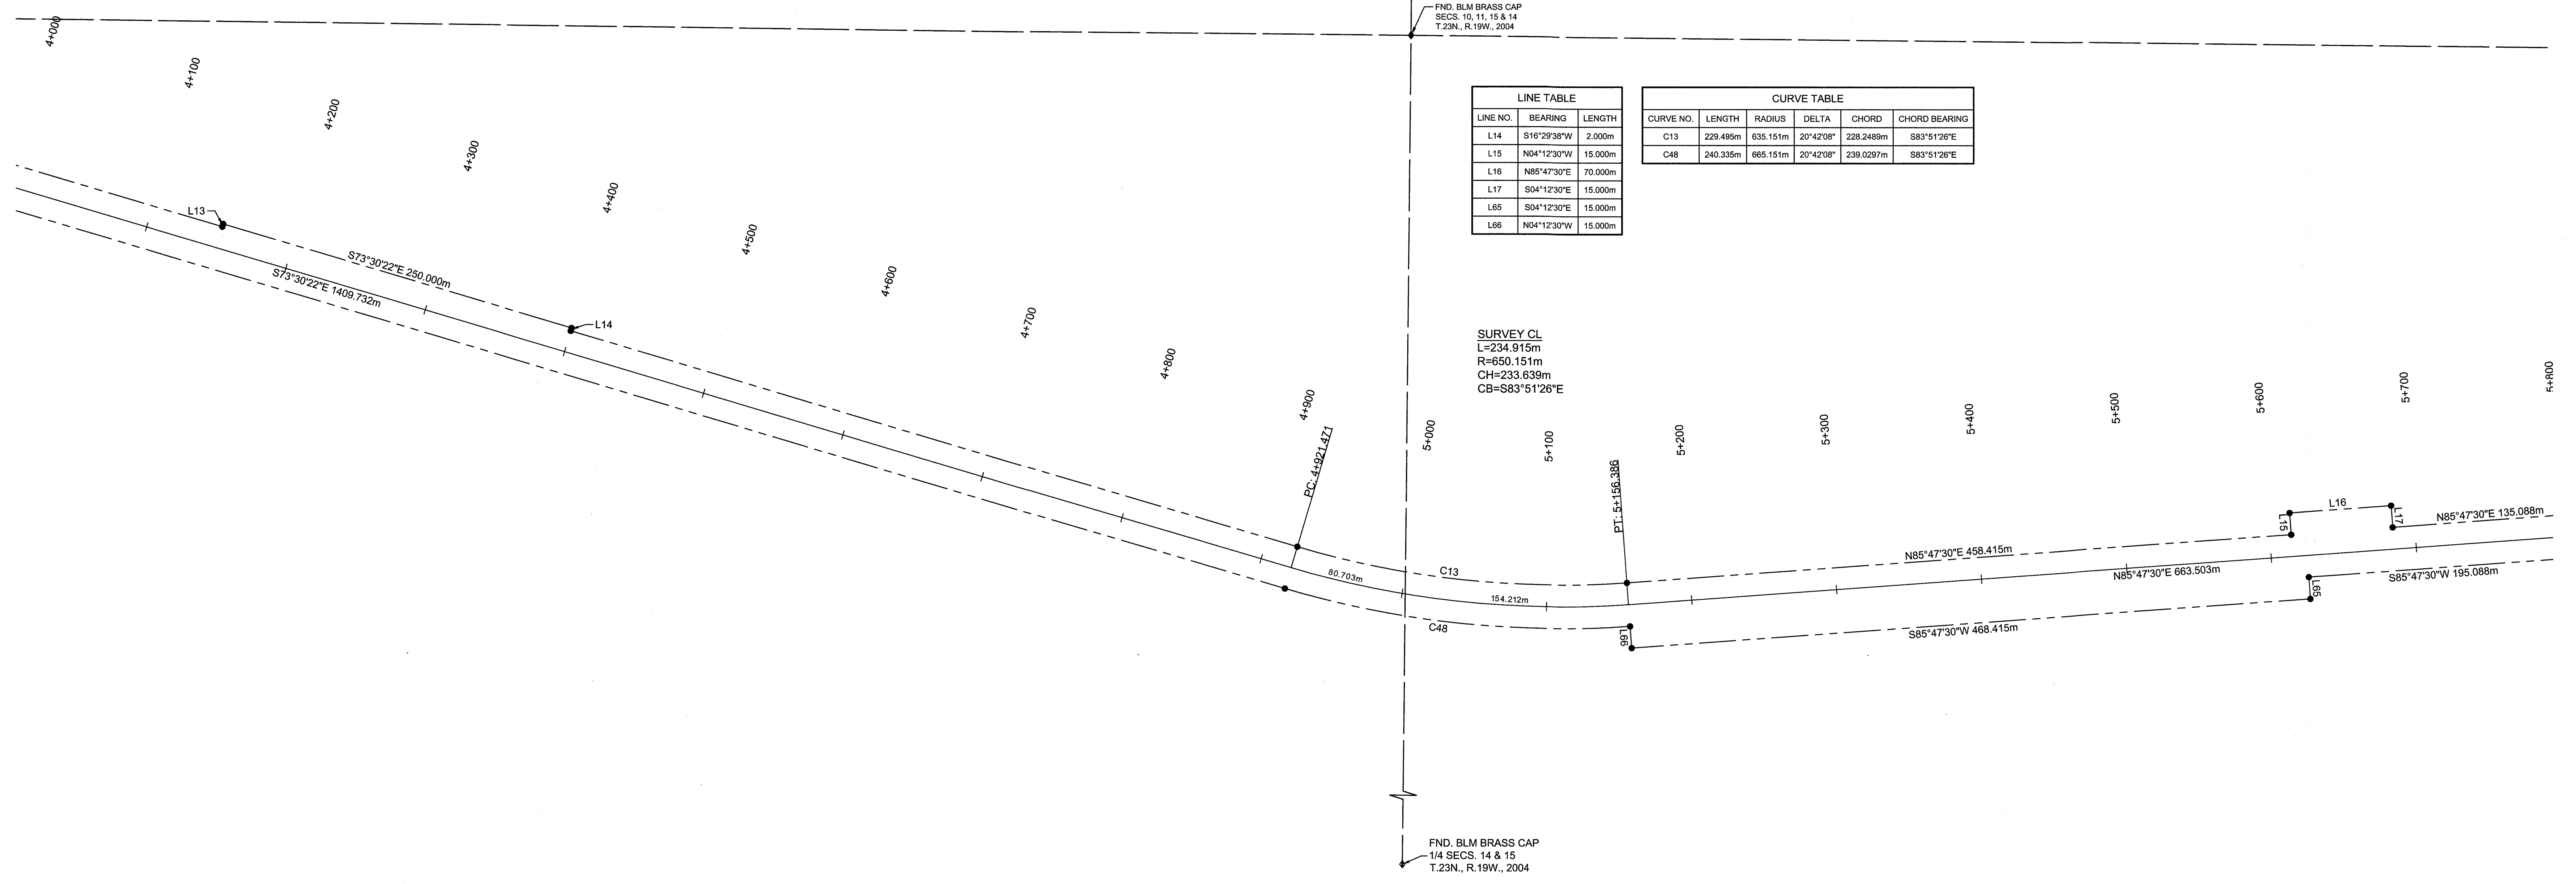 FND. BLM BRASS CAP
SECS. 10, 11, 15 & 14
T.23N., R.19W., 2004
4+000
4+100
4+200
4+300
4+400
4+500
4+600
4+700
4+800
4+900
5+000
5+100
5+200
5+300
5+400
5+500
5+600
5+700
5+800
LINE TABLE
LINE NO. BEARING LENGTH
L14 S16°29'38"W 2.000m
L15 N04°12'30"W 15.000m
L16 N85°47'30"E 70.000m
L17 S04°12'30"E 15.000m
L65 S04°12'30"E 15.000m
L66 N04°12'30"W 15.000m
CURVE TABLE
CURVE NO. LENGTH RADIUS DELTA CHORD CHORD BEARING
C13 229.495m 635.151m 20°42'08" 228.2489m S83°51'26"E
C48 240.335m 665.151m 20°42'08" 239.0297m S83°51'26"E
L13
S73°30'22"E 250.000m
S73°30'22"E 1409.732m
L14
SURVEY CL
L=234.915m
R=650.151m
CH=233.639m
CB=S83°51'26"E
PC: 4+921.471
PT: 5+156.386
C13
80.703m
154.212m
C48
L66
N85°47'30"E 458.415m
N85°47'30"E 663.503m
S85°47'30"W 468.415m
L15
L16
L17
N85°47'30"E 135.088m
S85°47'30"W 195.088m
L65
FND. BLM BRASS CAP
1/4 SECS. 14 & 15
T.23N., R.19W., 2004